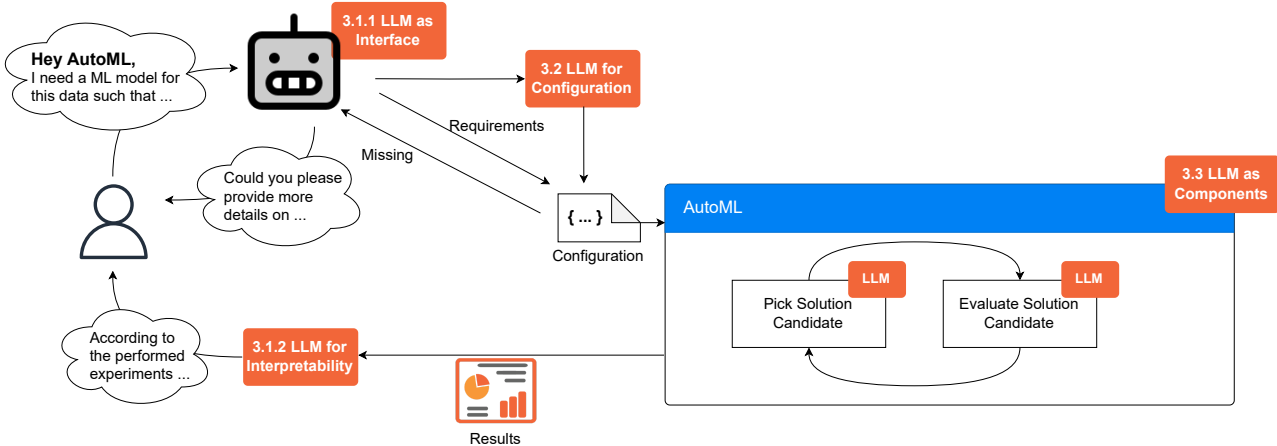 3.1.1 LLM as
Interface
Hey AutoML,
I need a ML model for
this data such that ...
3.2 LLM for
Configuration
Requirements
Missing
Could you please
provide more
details on ...
{ ... }
Configuration
3.3 LLM as
Components
AutoML
LLM
Pick Solution
Candidate
LLM
Evaluate Solution
Candidate
According to
the performed
experiments ...
3.1.2 LLM for
Interpretability
Results